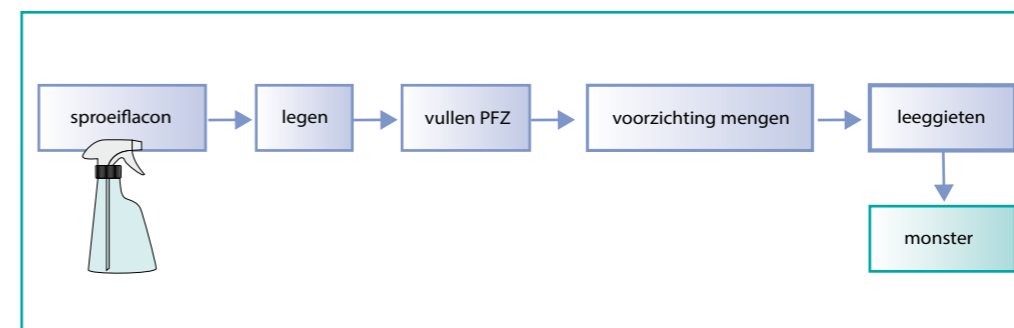 sproeiflacon
legen
vullen PFZ
voorzichting mengen
leeggieten
monster